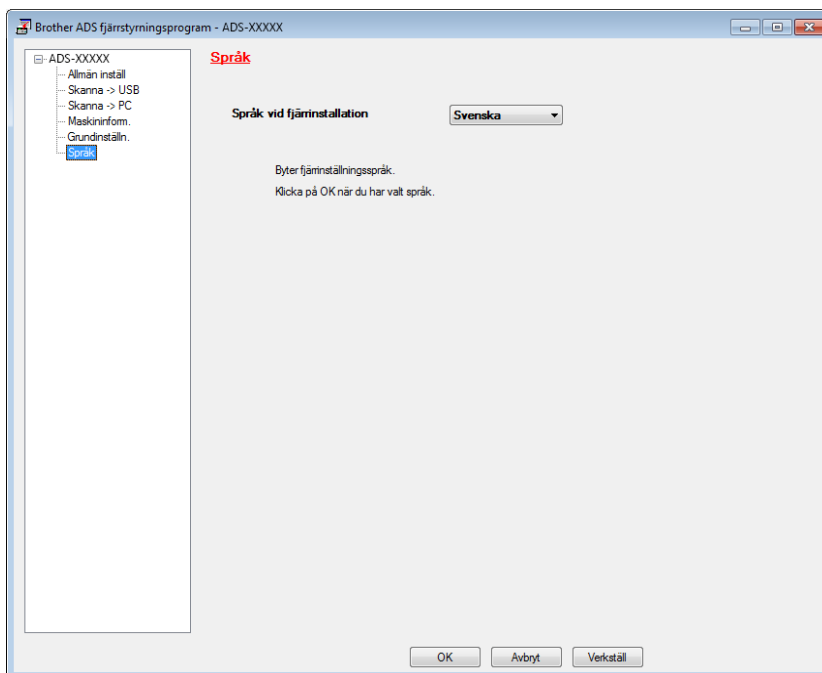 Brother ADS fjärrstyrningsprogram - ADS-XXXXX
ADS-XXXXX
Allmän inställ
Skanna -> USB
Skanna -> PC
Maskininform.
Grundinställn.
Språk
Språk
Språk vid fjärrinstallation
Svenska
Byter fjärrinställningsspråk.
Klicka på OK när du har valt språk.
OK
Avbryt
Verkställ